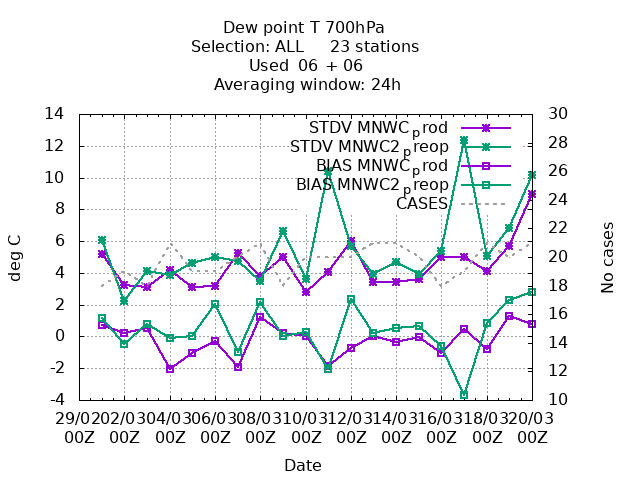 Dew point T 700hPa
Selection: ALL 23 stations
Used 06 + 06
Averaging window: 24h
14
12
10
8
6
4
2
0
-2
-4
30
28
26
24
22
20
18
16
14
12
10
STDV MNWC_prod
STDV MNWC2_preop
BIAS MNWC_prod
BIAS MNWC2_preop
CASES
deg C
No cases
29/02 02/03 04/03 06/03 08/03 10/03 12/03 14/03 16/03 18/03 20/03
00Z 00Z 00Z 00Z 00Z 00Z 00Z 00Z 00Z 00Z 00Z
Date